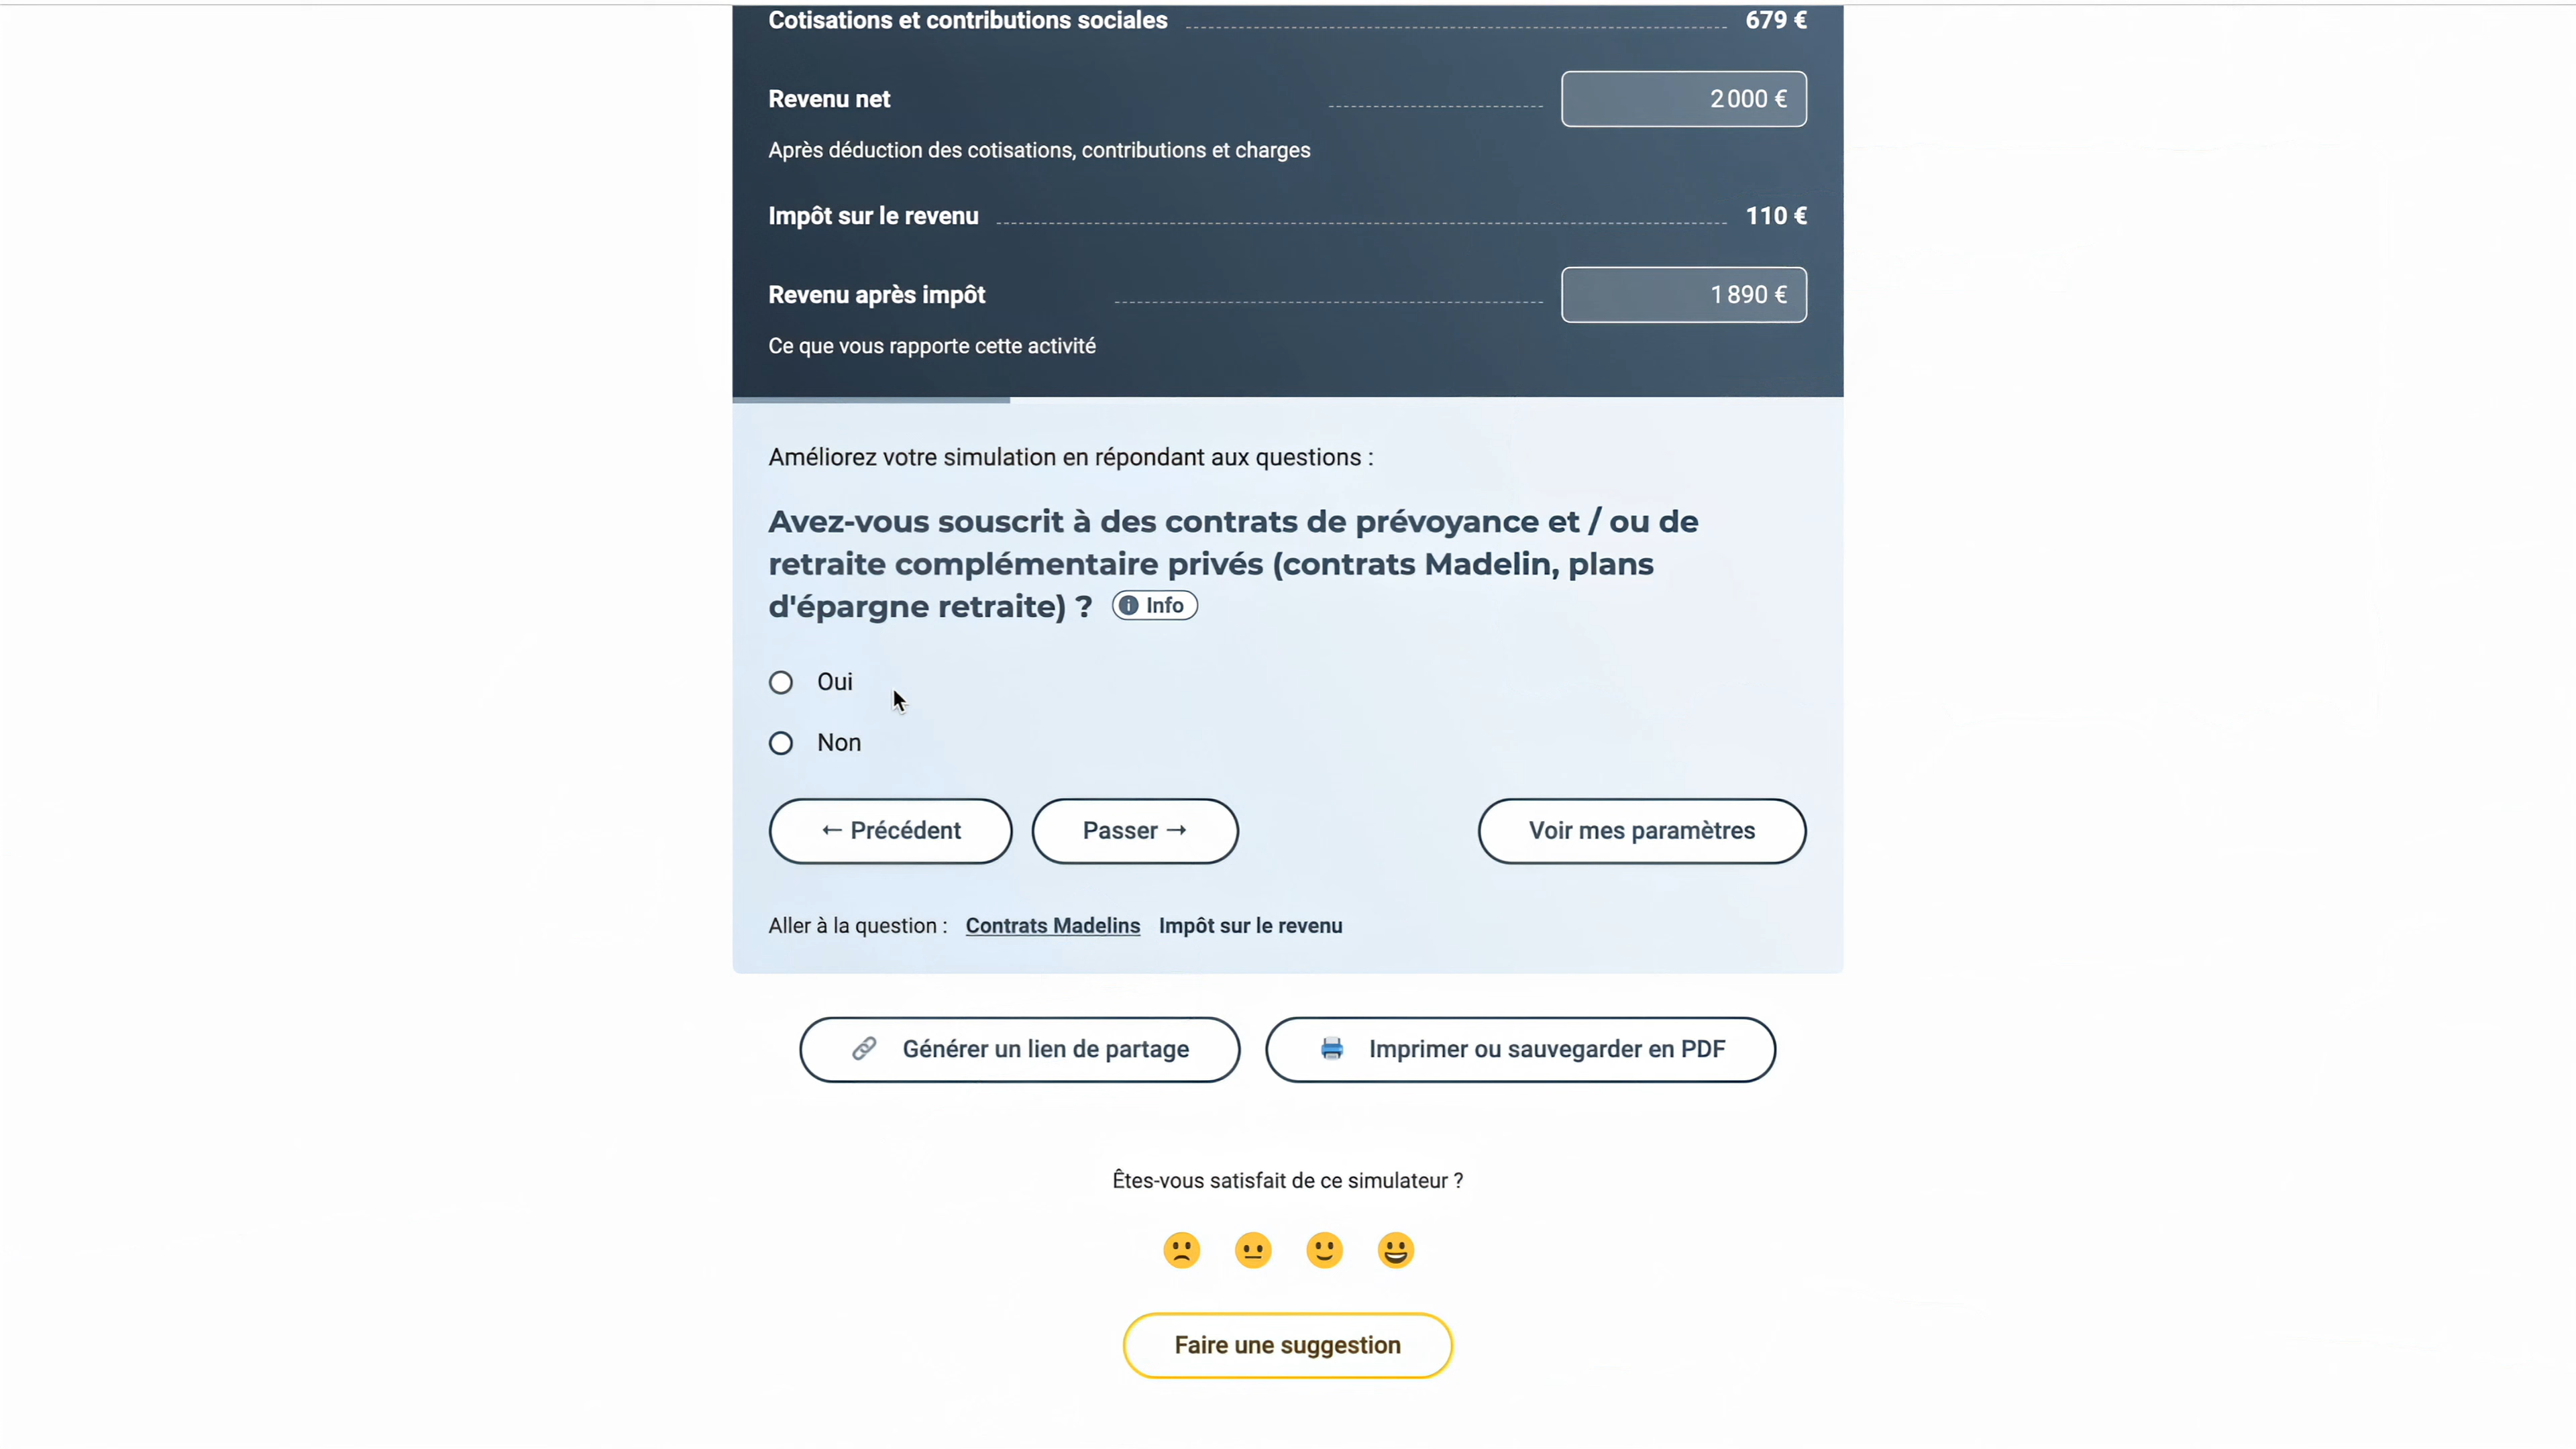 Cotisations et contributions sociales 679 €
Revenu net 2 000 €
Après déduction des cotisations, contributions et charges
Impôt sur le revenu 110 €
Revenu après impôt 1 890 €
Ce que vous rapporte cette activité
Améliorez votre simulation en répondant aux questions :
Avez-vous souscrit à des contrats de prévoyance et / ou de
retraite complémentaire privés (contrats Madelin, plans
d'épargne retraite) ? i Info
Oui
Non
← Précédent Passer → Voir mes paramètres
Aller à la question : Contrats Madelins Impôt sur le revenu
Générer un lien de partage Imprimer ou sauvegarder en PDF
Êtes-vous satisfait de ce simulateur ?
Faire une suggestion